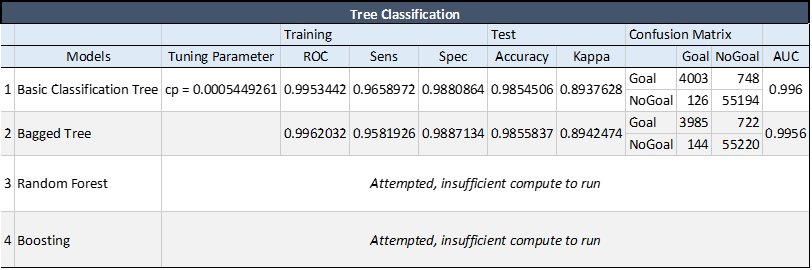 Tree Classification
Training Test Confusion Matrix
Models Tuning Parameter ROC Sens Spec Accuracy Kappa Goal NoGoal AUC
1 Basic Classification Tree cp = 0.0005449261 0.9953442 0.9658972 0.9880864 0.9854506 0.8937628 Goal 4003 748 0.996
NoGoal 126 55194
2 Bagged Tree 0.9962032 0.9581926 0.9887134 0.9855837 0.8942474 Goal 3985 722 0.9956
NoGoal 144 55220
3 Random Forest Attempted, insufficient compute to run
4 Boosting Attempted, insufficient compute to run